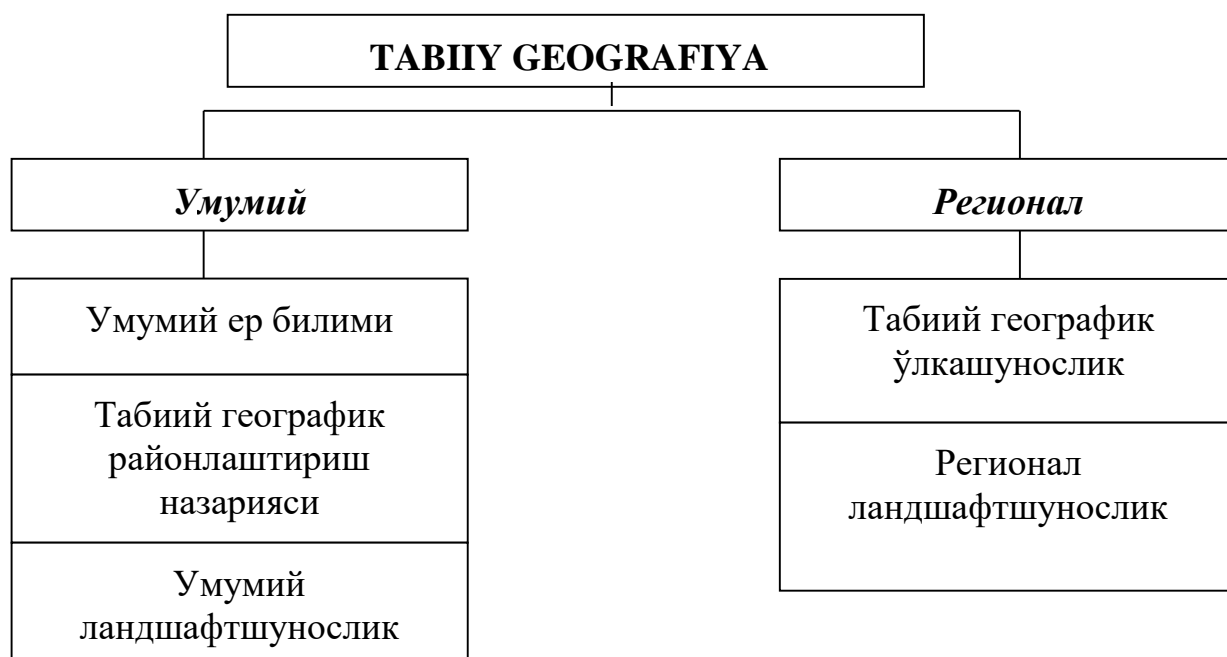 TABIIY GEOGRAFIYA
Умумий
Умумий ер билими
Табиий географик
районлаштириш
назарияси
Умумий
ландшафтшунослик
Регионал
Табиий географик
ўлкашунослик
Регионал
ландшафтшунослик